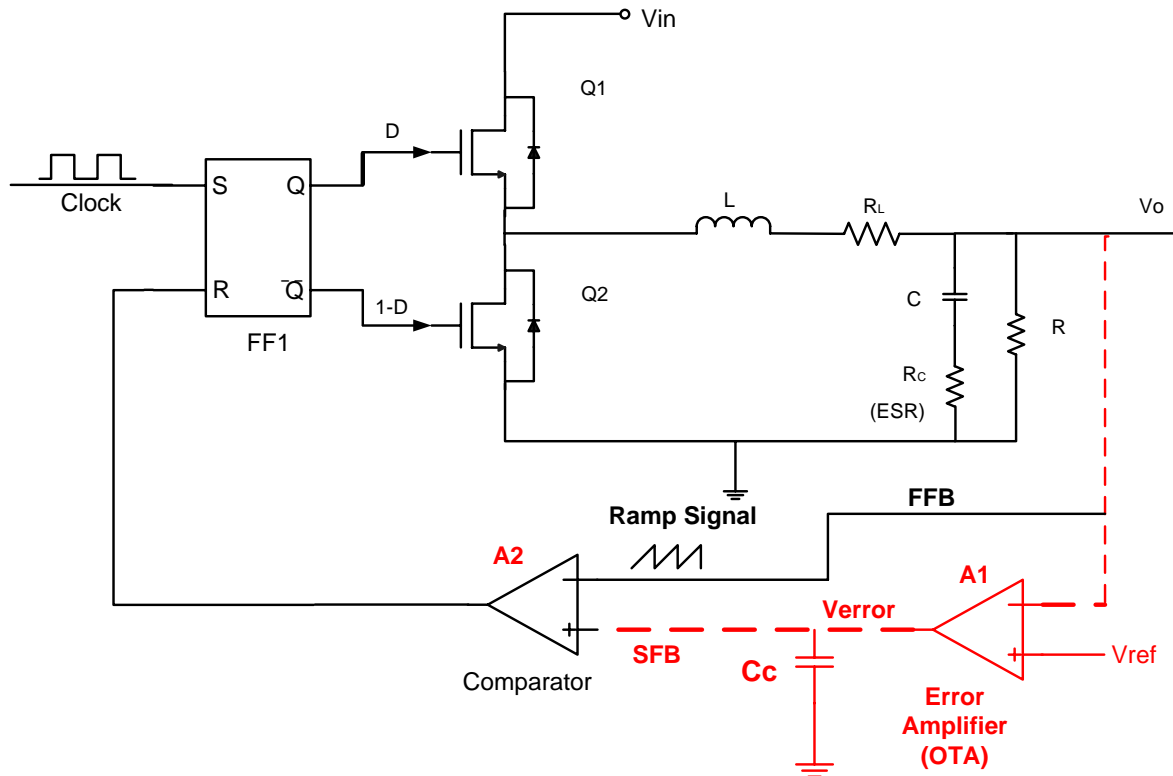 Vin
Q1
D
S
Q
Clock
L
RL
Vo
R
Q̅
1-D
Q2
C
R
FF1
RC
(ESR)
FFB
Ramp Signal
A2
A1
Verror
SFB
Vref
Cc
Comparator
Error
Amplifier
(OTA)